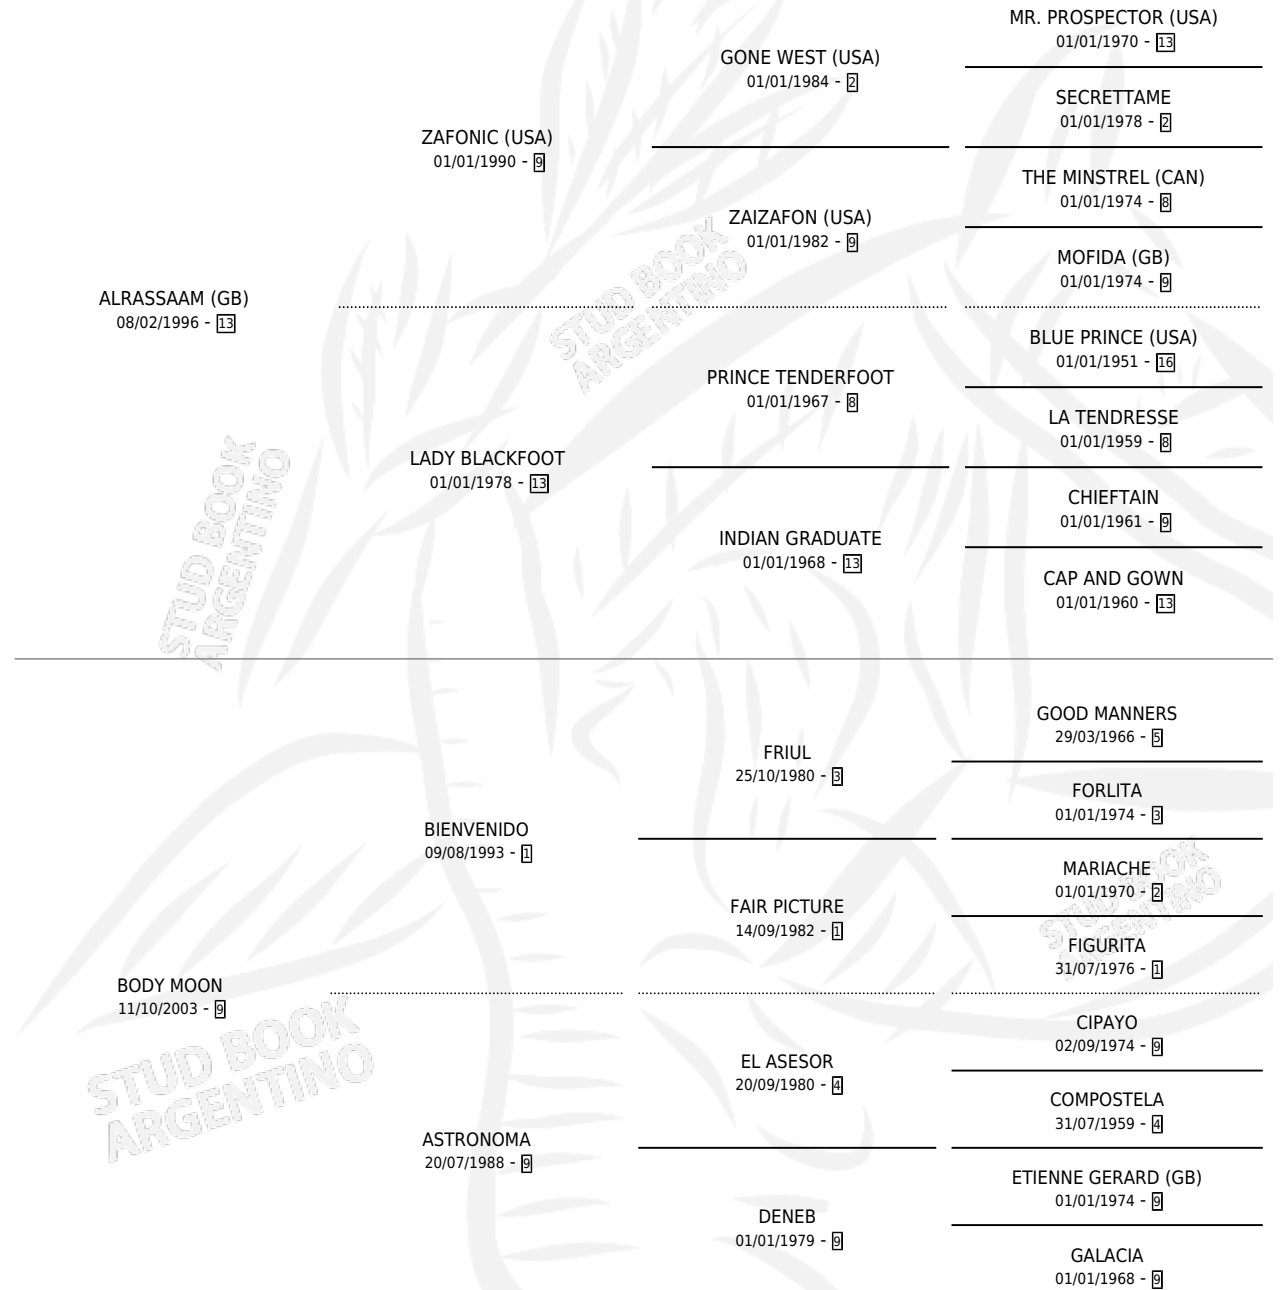 MR. PROSPECTOR (USA)
01/01/1970 - 13
GONE WEST (USA)
01/01/1984 - 2
SECRETTAME
01/01/1978 - 2
ZAFONIC (USA)
01/01/1990 - 9
THE MINSTREL (CAN)
01/01/1974 - 8
ZAIZAFON (USA)
01/01/1982 - 9
MOFIDA (GB)
01/01/1974 - 9
ALRASSAAM (GB)
08/02/1996 - 13
BLUE PRINCE (USA)
01/01/1951 - 16
PRINCE TENDERFOOT
01/01/1967 - 8
LA TENDRESSE
01/01/1959 - 8
LADY BLACKFOOT
01/01/1978 - 13
CHIEFTAIN
01/01/1961 - 9
INDIAN GRADUATE
01/01/1968 - 13
CAP AND GOWN
01/01/1960 - 13
STUD BOOK
ARGENTINO
STUD BOOK
ARGENTINO
GOOD MANNERS
29/03/1966 - 5
FRIUL
25/10/1980 - 3
FORLITA
01/01/1974 - 3
BIENVENIDO
09/08/1993 - 1
MARIACHE
01/01/1970 - 2
FAIR PICTURE
14/09/1982 - 1
FIGURITA
31/07/1976 - 1
STUD BOOK
ARGENTINO
BODY MOON
11/10/2003 - 9
STUD BOOK
ARGENTINO
CIPAYO
02/09/1974 - 9
EL ASESOR
20/09/1980 - 4
COMPOSTELA
31/07/1959 - 4
ASTRONOMA
20/07/1988 - 9
ETIENNE GERARD (GB)
01/01/1974 - 9
DENEB
01/01/1979 - 9
GALACIA
01/01/1968 - 9